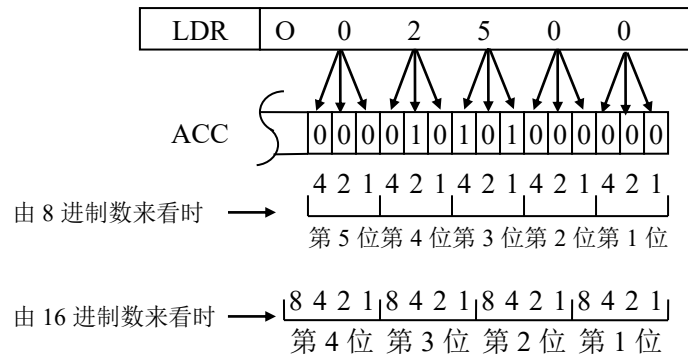 LDR O 0 2 5 0 0
ACC 0 0 0 0 1 0 1 0 1 0 0 0 0 0 0
4 2 1 4 2 1 4 2 1 4 2 1 4 2 1
由 8 进制数来看时
第 5 位 第 4 位 第 3 位 第 2 位 第 1 位
8 4 2 1 8 4 2 1 8 4 2 1 8 4 2 1
由 16 进制数来看时
第 4 位 第 3 位 第 2 位 第 1 位